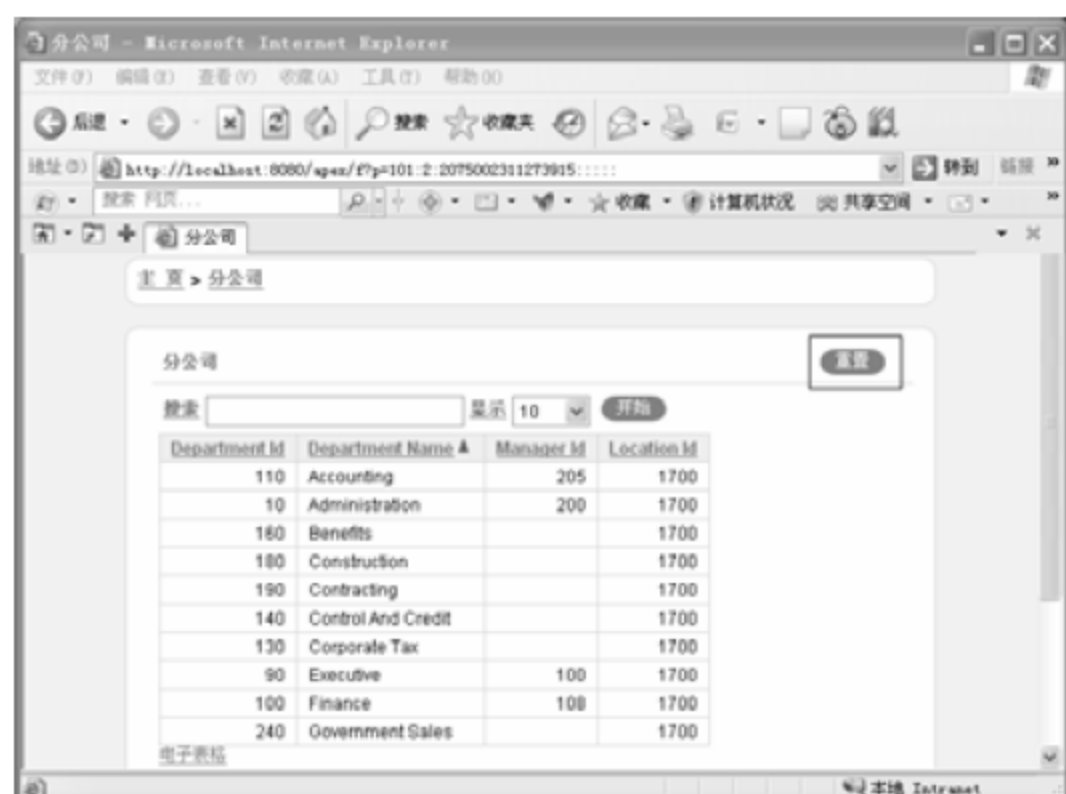 分公司 - Microsoft Internet Explorer
文件(F) 编辑(E) 查看(V) 收藏(A) 工具(T) 帮助(H)
后退 搜索 收藏夹
地址(D) http://localhost:8080/apex/f?p=101:2:2075002311273915::::: 转到 链接 »
搜索 网页... 收藏 计算机状况 共享空间 »
分公司
主 页 > 分公司
分公司 重置
搜索 显示 10 开始
Department Id Department Name Manager Id Location Id
110 Accounting 205 1700
10 Administration 200 1700
160 Benefits 1700
180 Construction 1700
190 Contracting 1700
140 Control And Credit 1700
130 Corporate Tax 1700
90 Executive 100 1700
100 Finance 108 1700
240 Government Sales 1700
电子表格
本地 Intranet